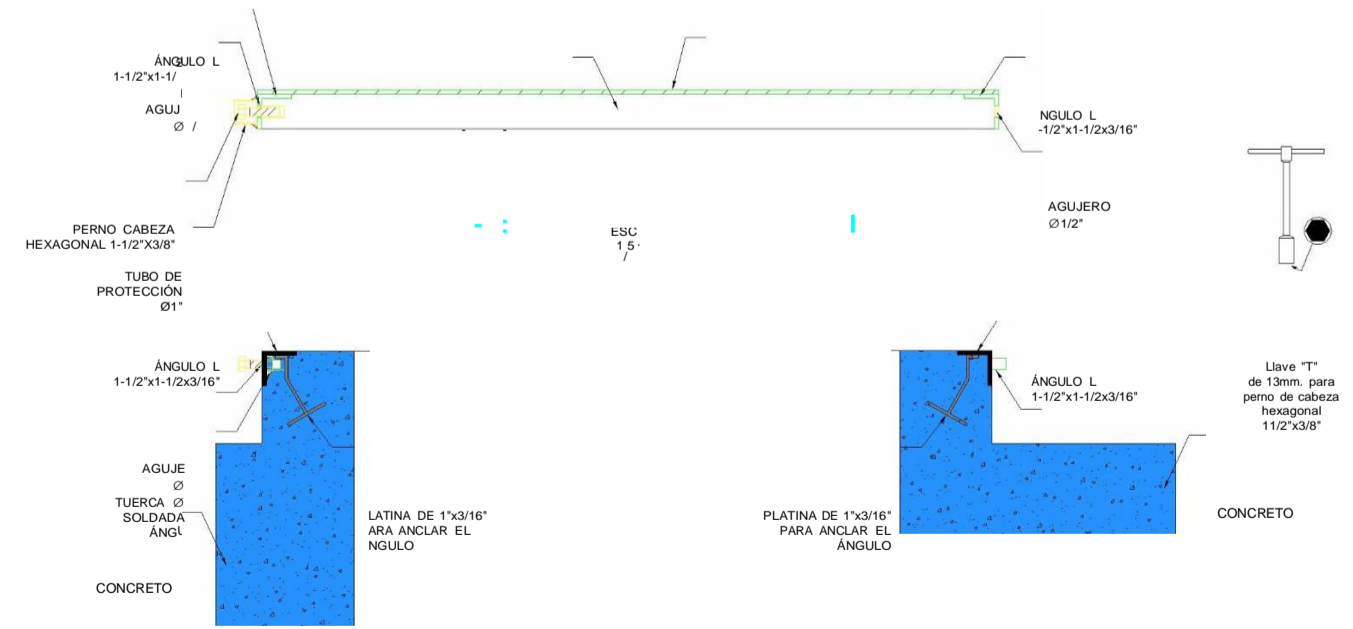 ÁNGULO L
1-1/2"x1-1/
AGUJ
Ø /
PERNO CABEZA
HEXAGONAL 1-1/2"X3/8"
TUBO DE
PROTECCIÓN
Ø1"
NGULO L
-1/2"x1-1/2x3/16"
AGUJERO
Ø1/2"
ESC
1 5
/
ÁNGULO L
1-1/2"x1-1/2x3/16"
AGUJE
Ø
TUERCA Ø
SOLDADA
ÁNG
CONCRETO
LATINA DE 1"x3/16"
ARA ANCLAR EL
NGULO
PLATINA DE 1"x3/16"
PARA ANCLAR EL
ÁNGULO
ÁNGULO L
1-1/2"x1-1/2x3/16"
CONCRETO
Llave "T"
de 13mm. para
perno de cabeza
hexagonal
11/2"x3/8"